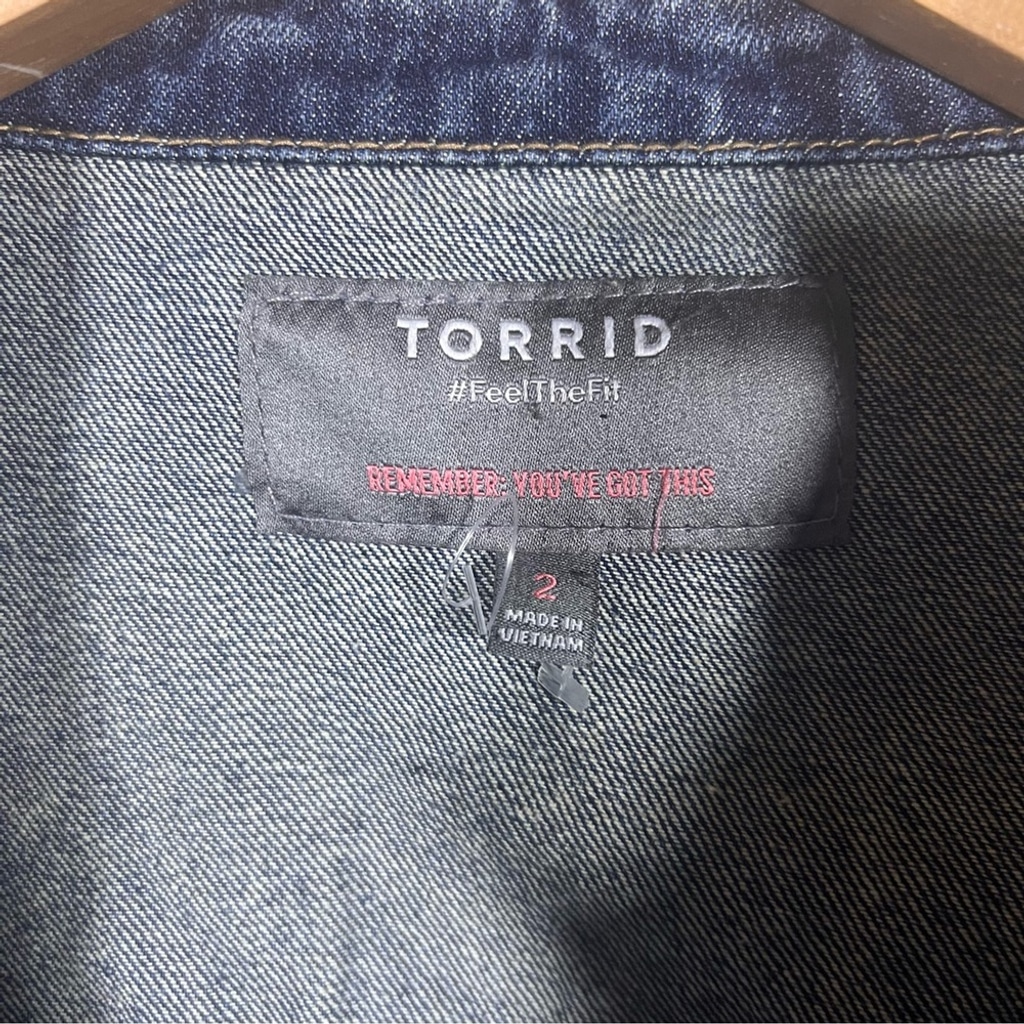 TORRID
#FeelTheFit
REMEMBER: YOU'VE GOT THIS
2
MADE IN
VIETNAM